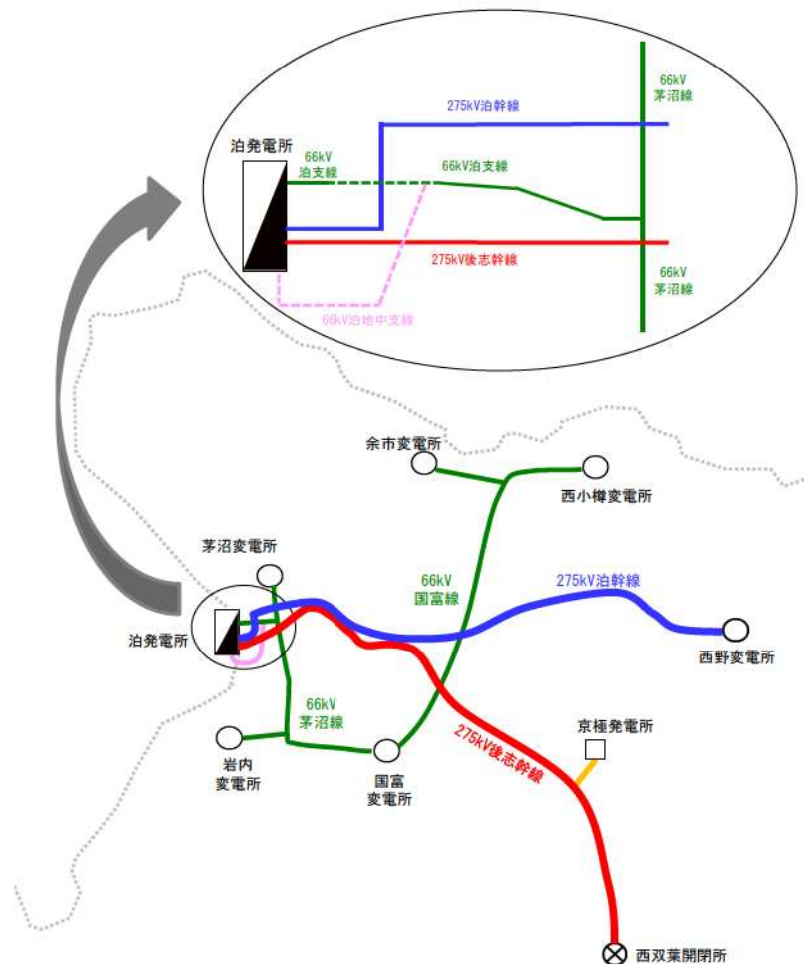 66kV
茅沼線
275kV泊幹線
泊発電所
66kV
泊支線
66kV泊支線
275kV後志幹線
66kV
茅沼線
66kV泊地中支線
余市変電所
西小樽変電所
茅沼変電所
66kV
国富線
275kV泊幹線
泊発電所
西野変電所
66kV
茅沼線
275kV後志幹線
京極発電所
岩内
変電所
国富
変電所
西双葉開閉所